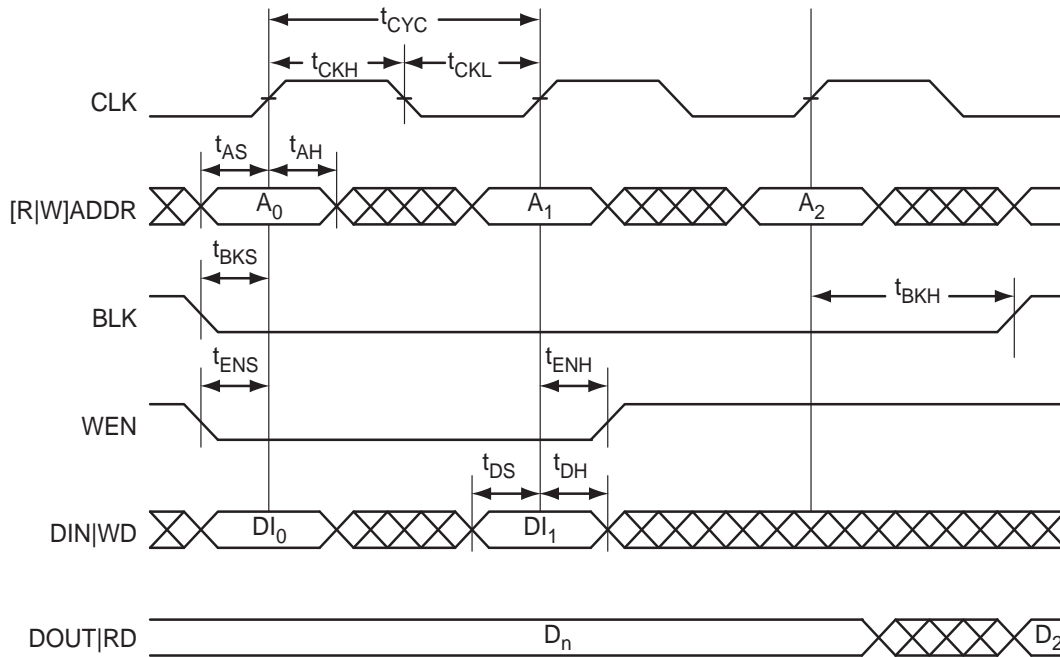 tCYC
tCKH tCKL
CLK
tAS tAH
[R|W]ADDR A0 A1 A2
tBKS tBKH
BLK
tENS tENH
WEN
tDS tDH
DIN|WD DI0 DI1
DOUT|RD Dn D2